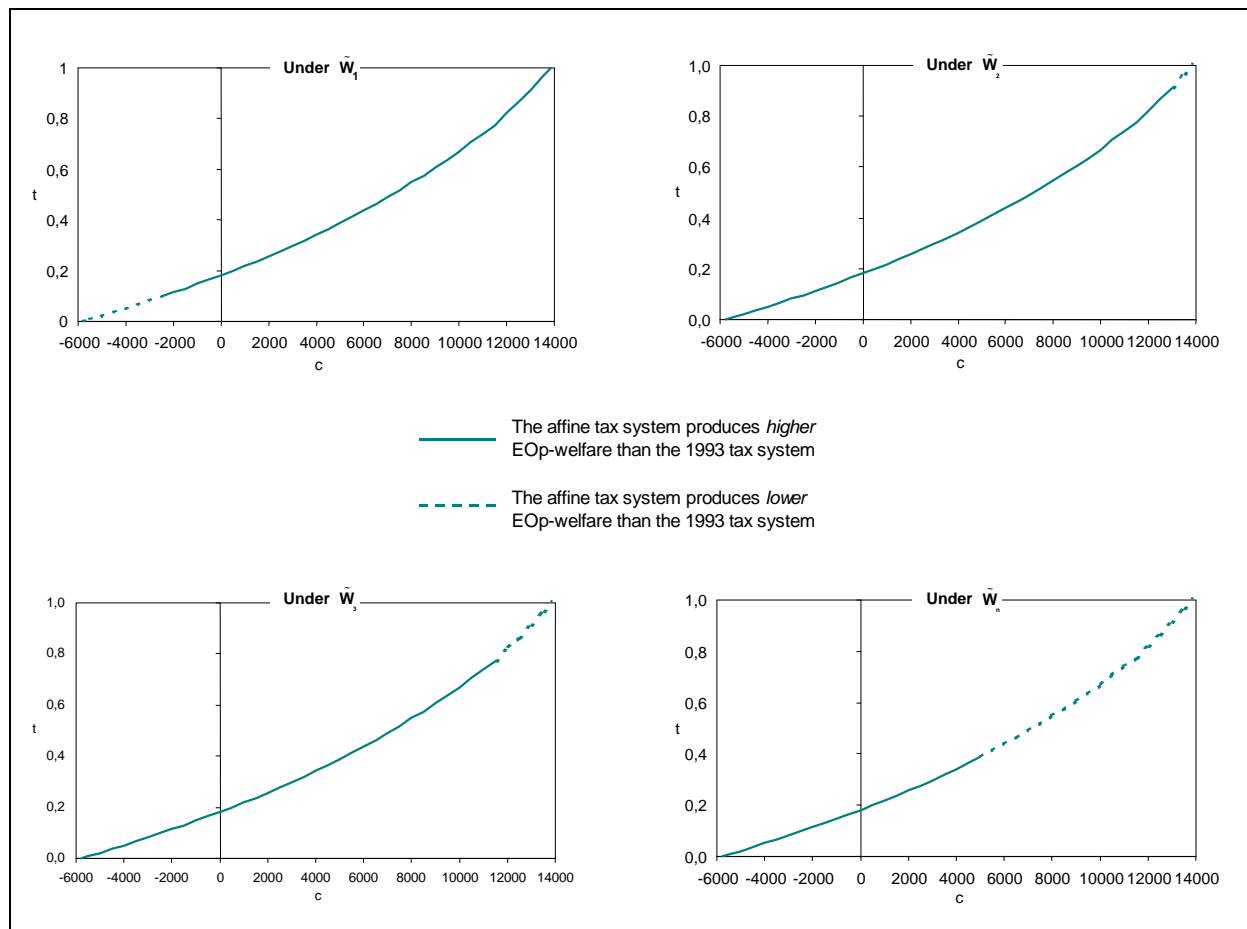 Under W̃₁
1
0,8
0,6
t
0,4
0,2
0
-6000 -4000 -2000 0 2000 4000 6000 8000 10000 12000 14000
c
Under W̃₂
1,0
0,8
0,6
t
0,4
0,2
0,0
-6000 -4000 -2000 0 2000 4000 6000 8000 10000 12000 14000
c
The affine tax system produces higher
EOp-welfare than the 1993 tax system
The affine tax system produces lower
EOp-welfare than the 1993 tax system
Under W̃₃
1,0
0,8
0,6
t
0,4
0,2
0,0
-6000 -4000 -2000 0 2000 4000 6000 8000 10000 12000 14000
c
Under W̃ₙ
1,0
0,8
0,6
t
0,4
0,2
0,0
-6000 -4000 -2000 0 2000 4000 6000 8000 10000 12000 14000
c